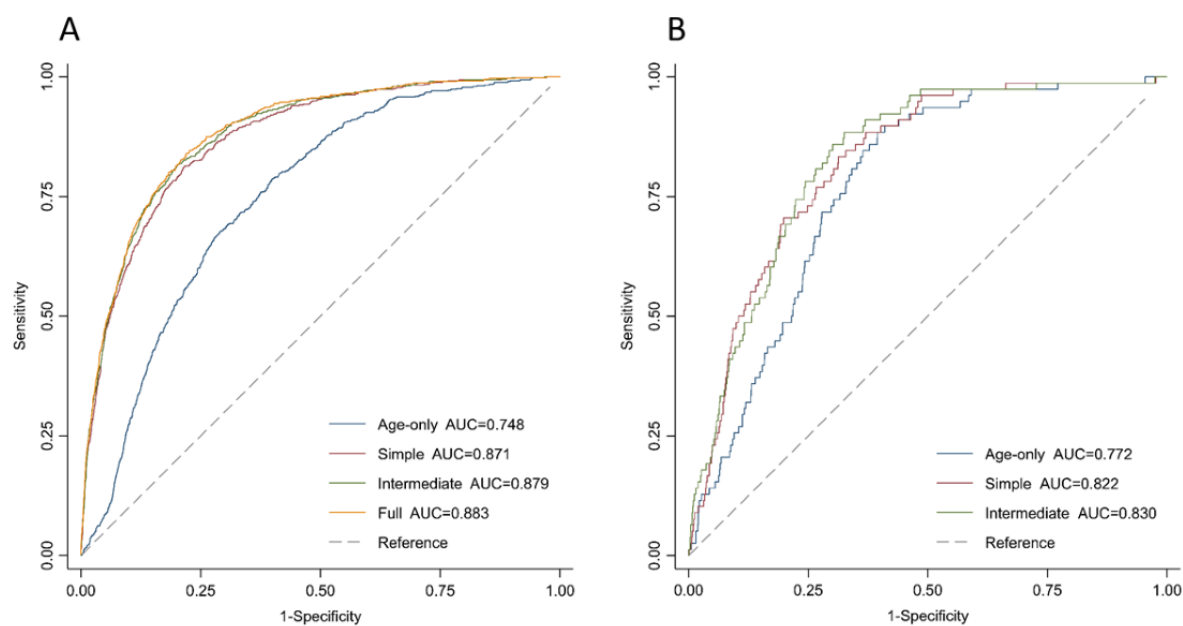 A
1.00
0.75
0.50
0.25
0.00
Sensitivity
Age-only AUC=0.748
Simple AUC=0.871
Intermediate AUC=0.879
Full AUC=0.883
Reference
0.00 0.25 0.50 0.75 1.00
1-Specificity
B
1.00
0.75
0.50
0.25
0.00
Sensitivity
Age-only AUC=0.772
Simple AUC=0.822
Intermediate AUC=0.830
Reference
0.00 0.25 0.50 0.75 1.00
1-Specificity